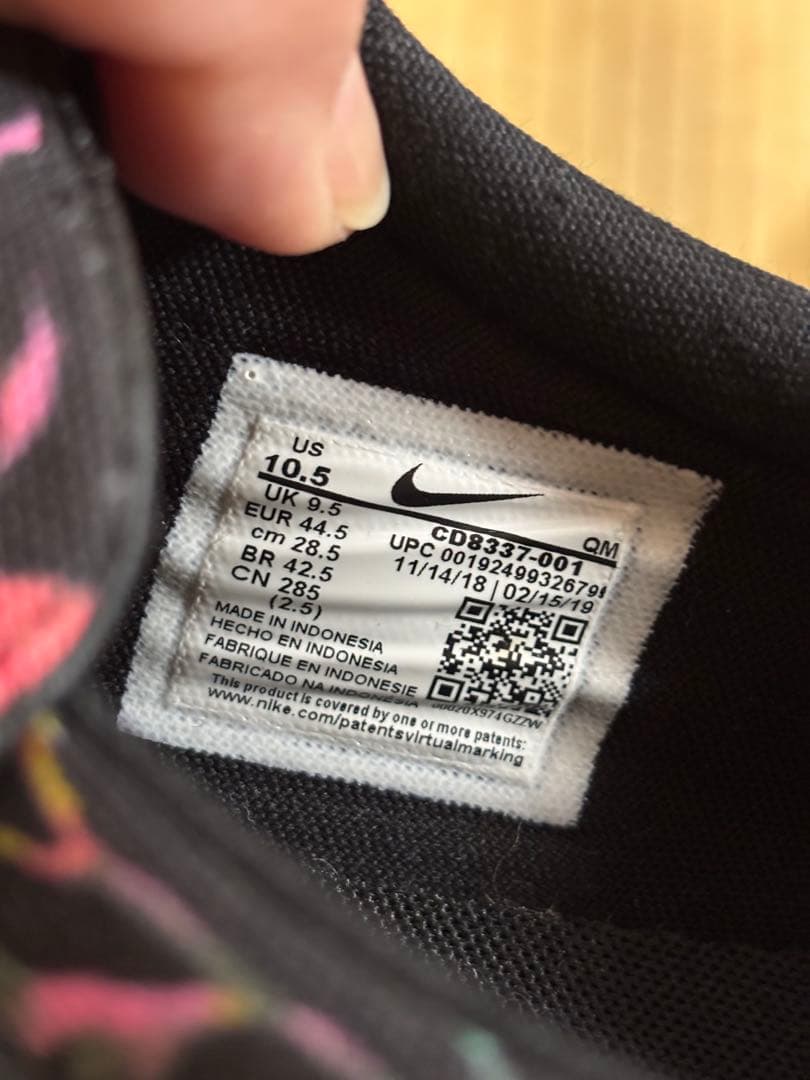 US
10.5
UK 9.5
EUR 44.5
cm 28.5
BR 42.5
CN 285
(2.5)
CD8337-001 QM
UPC 00192499326798
11/14/18 | 02/15/19
MADE IN INDONESIA
HECHO EN INDONESIA
FABRIQUE EN INDONESIE
FABRICADO NA INDONESIA
This product is covered by one or more patents:
www.nike.com/patentsvirtualmarking